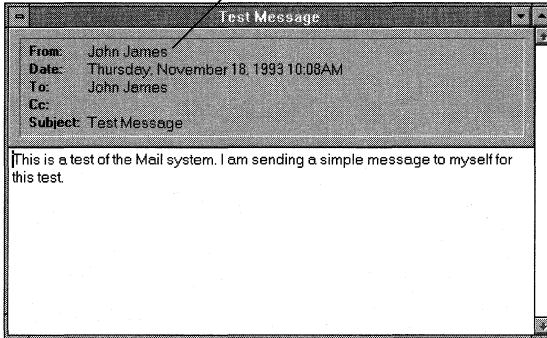 Test Message
From: John James
Date: Thursday, November 18, 1993 10:08AM
To: John James
Cc:
Subject: Test Message
This is a test of the Mail system. I am sending a simple message to myself for
this test.